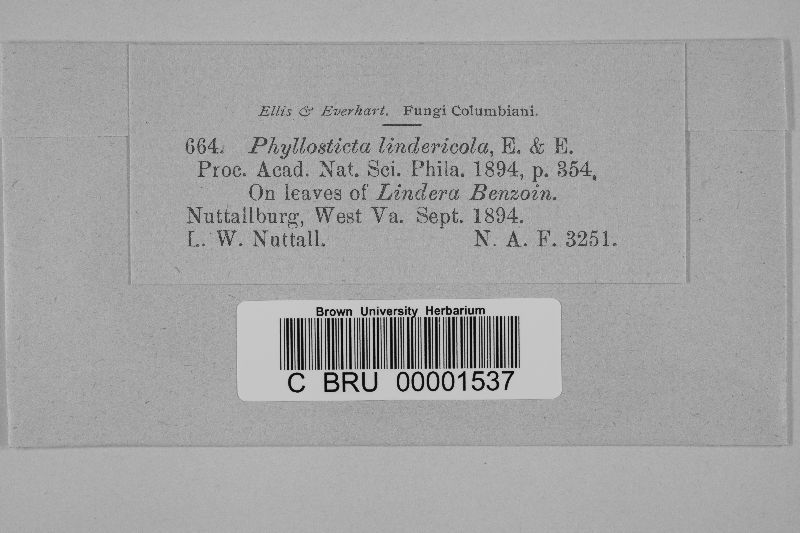 Ellis & Everhart. Fungi Columbiani.
664. Phyllosticta lindericola, E. & E.
Proc. Acad. Nat. Sci. Phila. 1894, p. 354.
On leaves of Lindera Benzoin.
Nuttallburg, West Va. Sept. 1894.
L. W. Nuttall. N. A. F. 3251.
Brown University Herbarium
C BRU 00001537